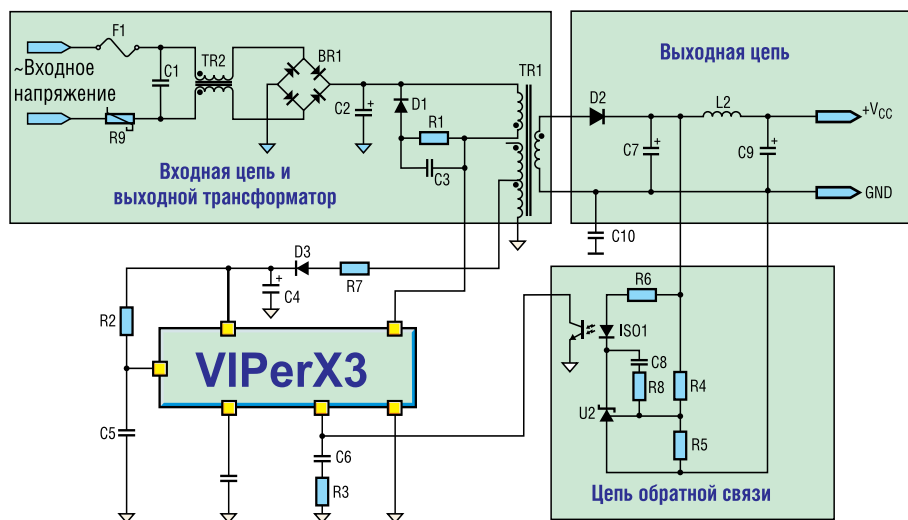 F1
TR2
BR1
C1
~Входное
напряжение
R9
C2
+
D1
R1
C3
TR1
Входная цепь и
выходной трансформатор
Выходная цепь
D2
L2
+VCC
C7
+
C9
+
GND
C10
D3
R7
C4
+
R2
VIPerX3
C5
C6
R3
R6
ISO1
C8
R8
R4
U2
R5
Цепь обратной связи